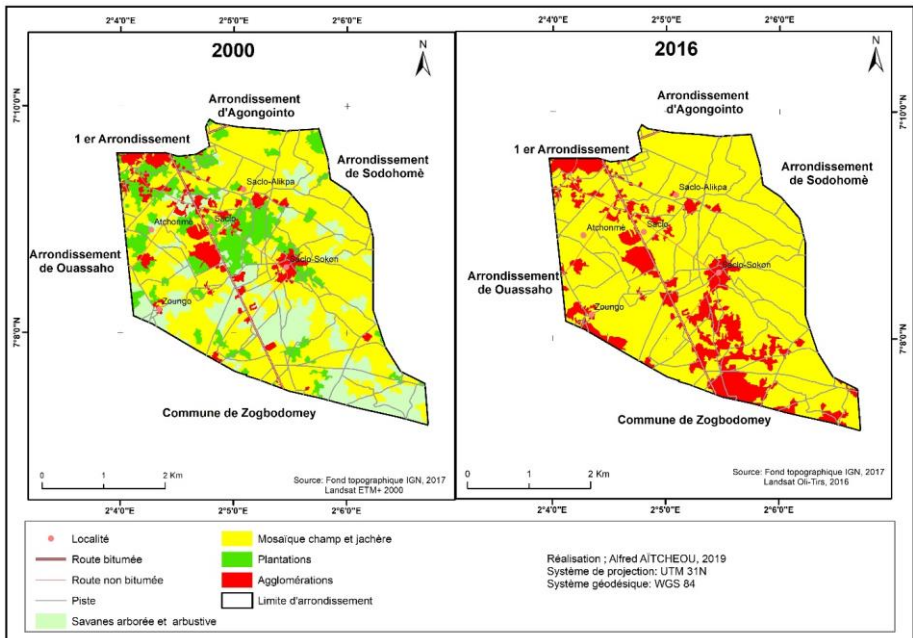 2°4'0"E 2°5'0"E 2°6'0"E
2°4'0"E 2°5'0"E 2°6'0"E
2000
N
Arrondissement
d'Agongointo
1 er Arrondissement
Arrondissement
de Sodohomè
Saclo-Alikpa
Atchonmè
Saclo
Arrondissement
de Ouassaho
Saclo-Sokon
Zoungo
Commune de Zogbodomey
0 1 2 Km
Source: Fond topographique IGN, 2017
Landsat ETM+ 2000
7°10'0"N
7°8'0"N
2016
N
Arrondissement
d'Agongointo
1 er Arrondissement
Arrondissement
de Sodohomè
Saclo-Alikpa
Atchonmè
Saclo
Arrondissement
de Ouassaho
Saclo-Sokon
Zoungo
Commune de Zogbodomey
0 1 2 Km
Source: Fond topographique IGN, 2017
Landsat Oli-Tirs, 2016
7°10'0"N
7°8'0"N
2°4'0"E 2°5'0"E 2°6'0"E
2°4'0"E 2°5'0"E 2°6'0"E
Localité
Route bitumée
Route non bitumée
Piste
Savanes arborée et arbustive
Mosaïque champ et jachère
Plantations
Agglomérations
Limite d'arrondissement
Réalisation ; Alfred AÏTCHEOU, 2019
Système de projection: UTM 31N
Système géodésique: WGS 84